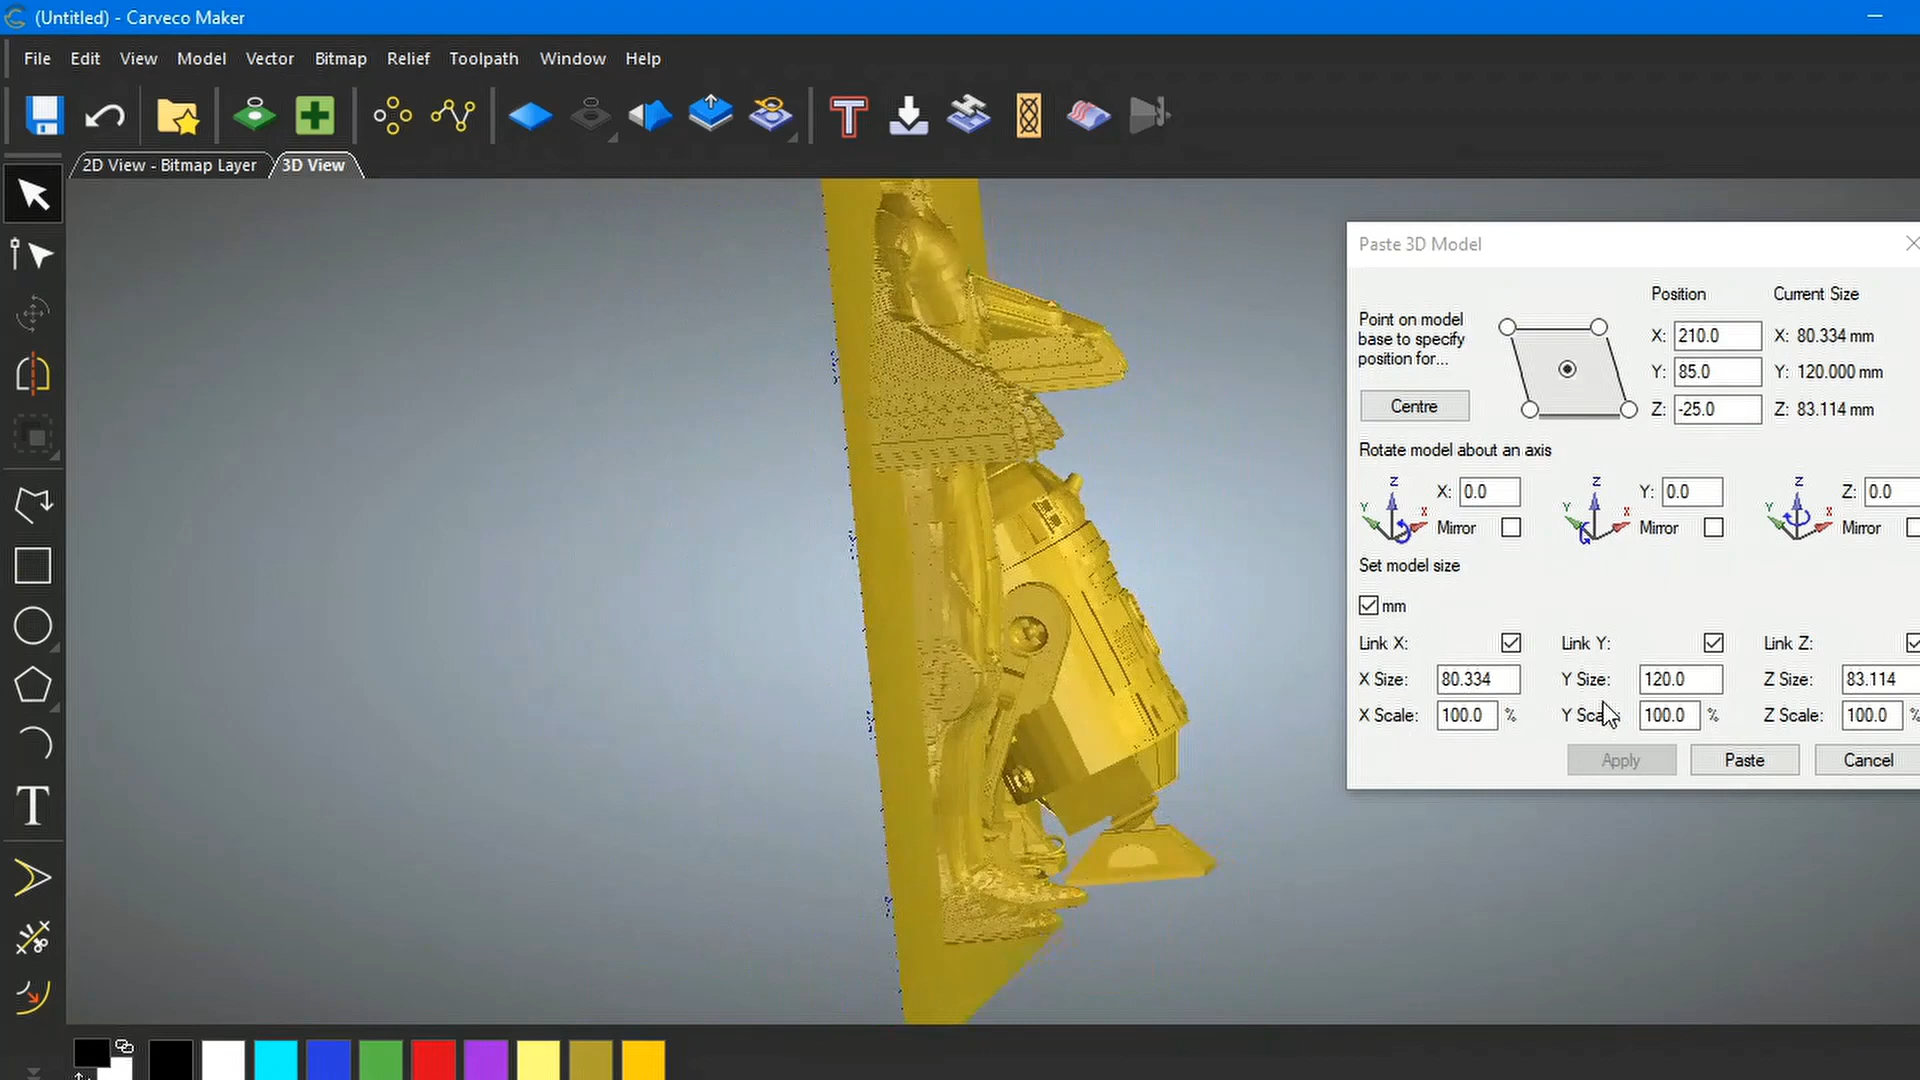 (Untitled) - Carveco Maker
File Edit View Model Vector Bitmap Relief Toolpath Window Help
2D View - Bitmap Layer 3D View
Paste 3D Model
Position Current Size
Point on model
base to specify
position for...
X: 210.0 X: 80.334 mm
Y: 85.0 Y: 120.000 mm
Z: -25.0 Z: 83.114 mm
Centre
Rotate model about an axis
Z Y X X: 0.0 Mirror
Z Y X Y: 0.0 Mirror
Z Y X Z: 0.0 Mirror
Set model size
mm
Link X: Link Y: Link Z:
X Size: 80.334 Y Size: 120.0 Z Size: 83.114
X Scale: 100.0 % Y 100.0 % Z Scale: 100.0 %
Apply Paste Cancel
T